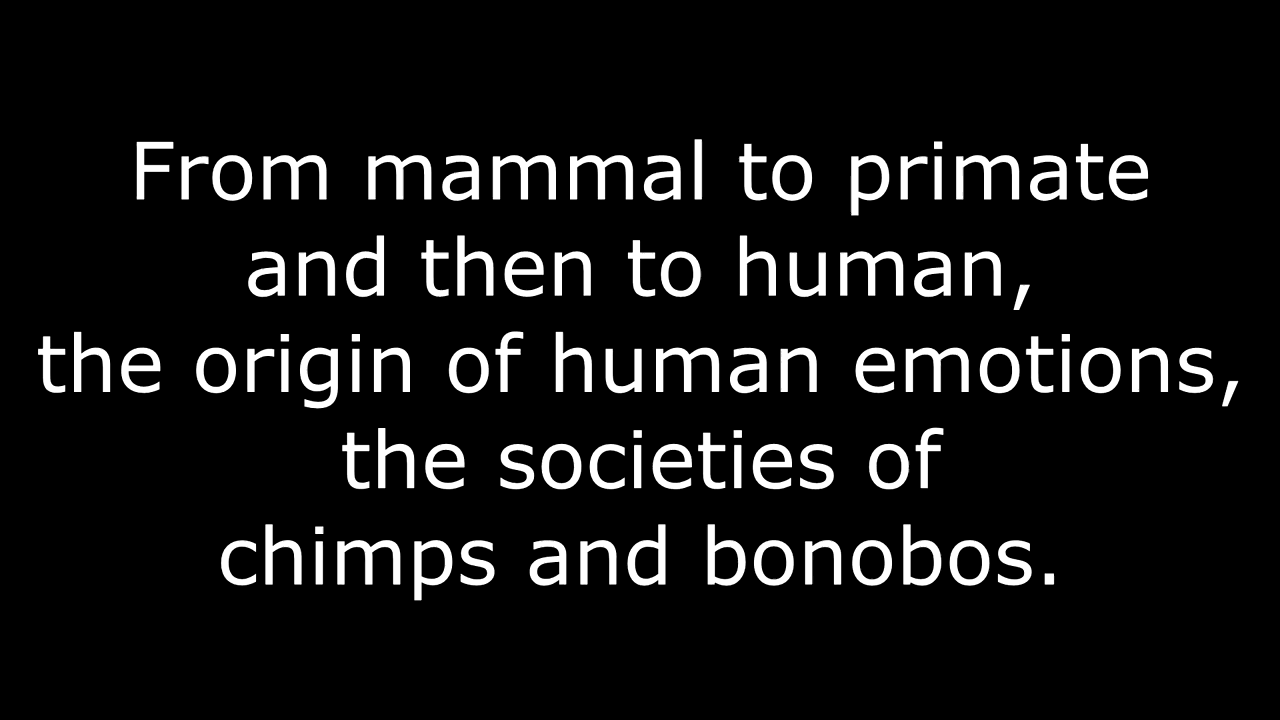 From mammal to primate
and then to human,
the origin of human emotions,
the societies of
chimps and bonobos.